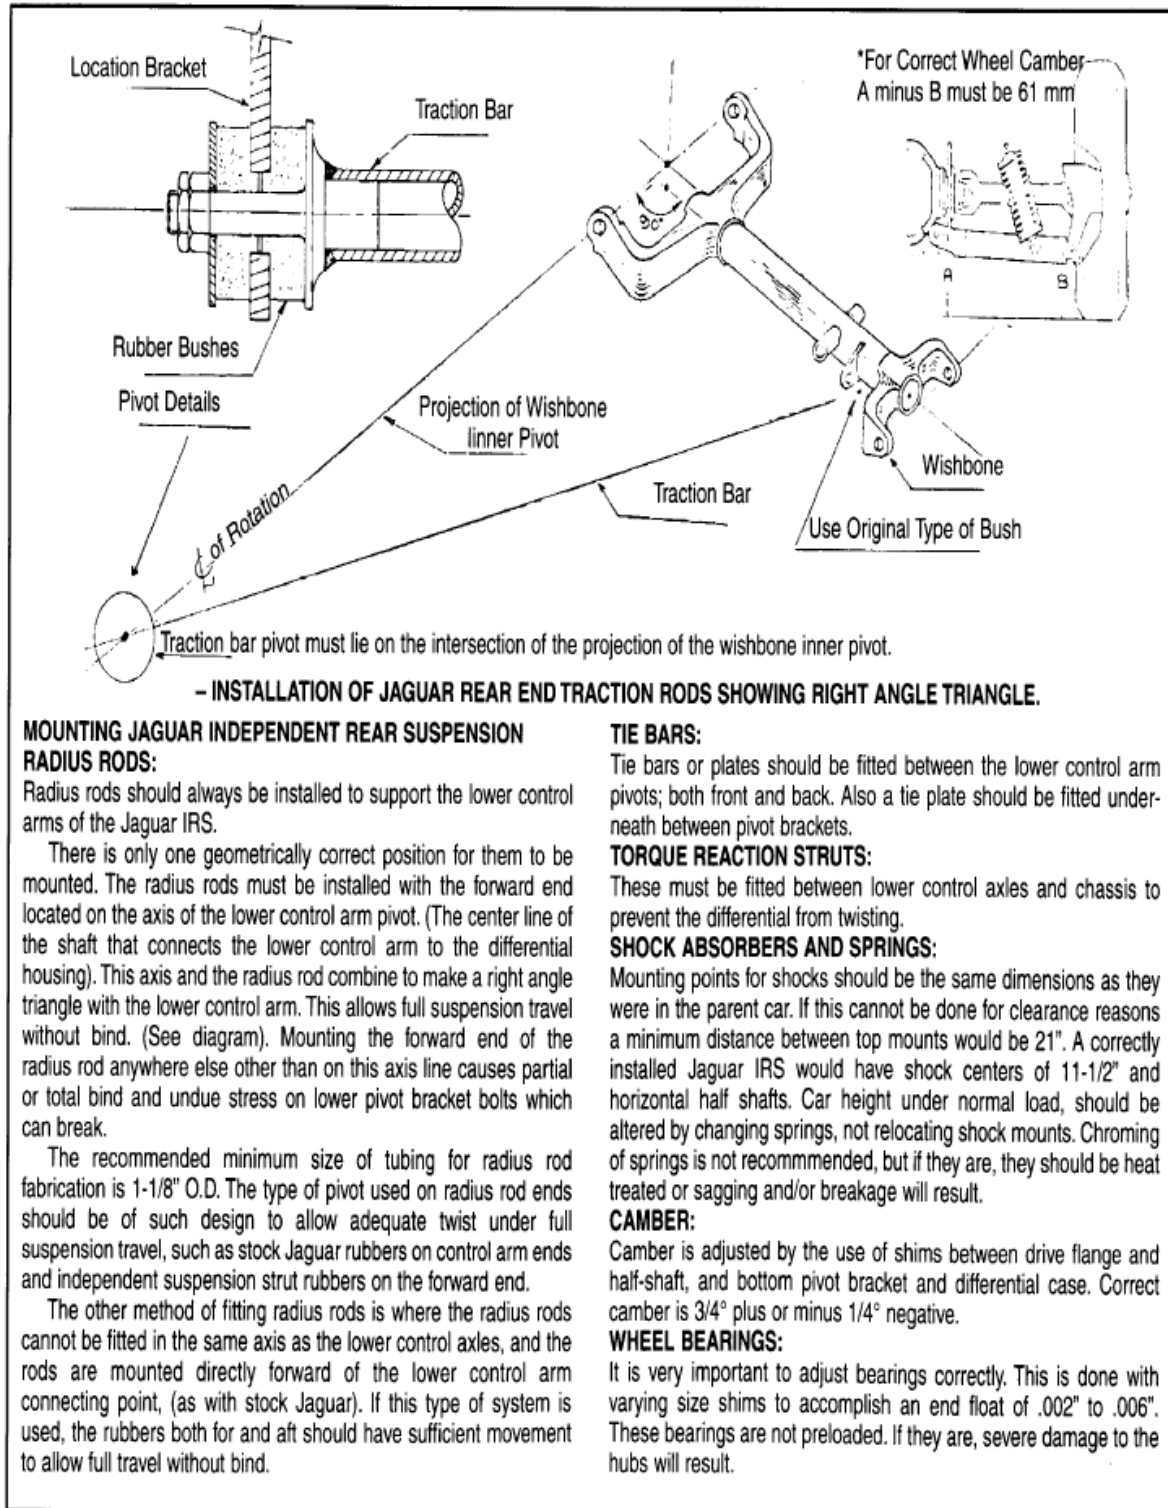 Location Bracket
Traction Bar
*For Correct Wheel Camber
A minus B must be 61 mm
90°
A
B
Rubber Bushes
Pivot Details
Projection of Wishbone
Iinner Pivot
Traction Bar
Wishbone
Use Original Type of Bush
℄ of Rotation
Traction bar pivot must lie on the intersection of the projection of the wishbone inner pivot.
– INSTALLATION OF JAGUAR REAR END TRACTION RODS SHOWING RIGHT ANGLE TRIANGLE.
MOUNTING JAGUAR INDEPENDENT REAR SUSPENSION
RADIUS RODS:
Radius rods should always be installed to support the lower control
arms of the Jaguar IRS.
There is only one geometrically correct position for them to be
mounted. The radius rods must be installed with the forward end
located on the axis of the lower control arm pivot. (The center line of
the shaft that connects the lower control arm to the differential
housing). This axis and the radius rod combine to make a right angle
triangle with the lower control arm. This allows full suspension travel
without bind. (See diagram). Mounting the forward end of the
radius rod anywhere else other than on this axis line causes partial
or total bind and undue stress on lower pivot bracket bolts which
can break.
The recommended minimum size of tubing for radius rod
fabrication is 1-1/8" O.D. The type of pivot used on radius rod ends
should be of such design to allow adequate twist under full
suspension travel, such as stock Jaguar rubbers on control arm ends
and independent suspension strut rubbers on the forward end.
The other method of fitting radius rods is where the radius rods
cannot be fitted in the same axis as the lower control axles, and the
rods are mounted directly forward of the lower control arm
connecting point, (as with stock Jaguar). If this type of system is
used, the rubbers both for and aft should have sufficient movement
to allow full travel without bind.
TIE BARS:
Tie bars or plates should be fitted between the lower control arm
pivots; both front and back. Also a tie plate should be fitted under-
neath between pivot brackets.
TORQUE REACTION STRUTS:
These must be fitted between lower control axles and chassis to
prevent the differential from twisting.
SHOCK ABSORBERS AND SPRINGS:
Mounting points for shocks should be the same dimensions as they
were in the parent car. If this cannot be done for clearance reasons
a minimum distance between top mounts would be 21". A correctly
installed Jaguar IRS would have shock centers of 11-1/2" and
horizontal half shafts. Car height under normal load, should be
altered by changing springs, not relocating shock mounts. Chroming
of springs is not recommmended, but if they are, they should be heat
treated or sagging and/or breakage will result.
CAMBER:
Camber is adjusted by the use of shims between drive flange and
half-shaft, and bottom pivot bracket and differential case. Correct
camber is 3/4° plus or minus 1/4° negative.
WHEEL BEARINGS:
It is very important to adjust bearings correctly. This is done with
varying size shims to accomplish an end float of .002" to .006".
These bearings are not preloaded. If they are, severe damage to the
hubs will result.